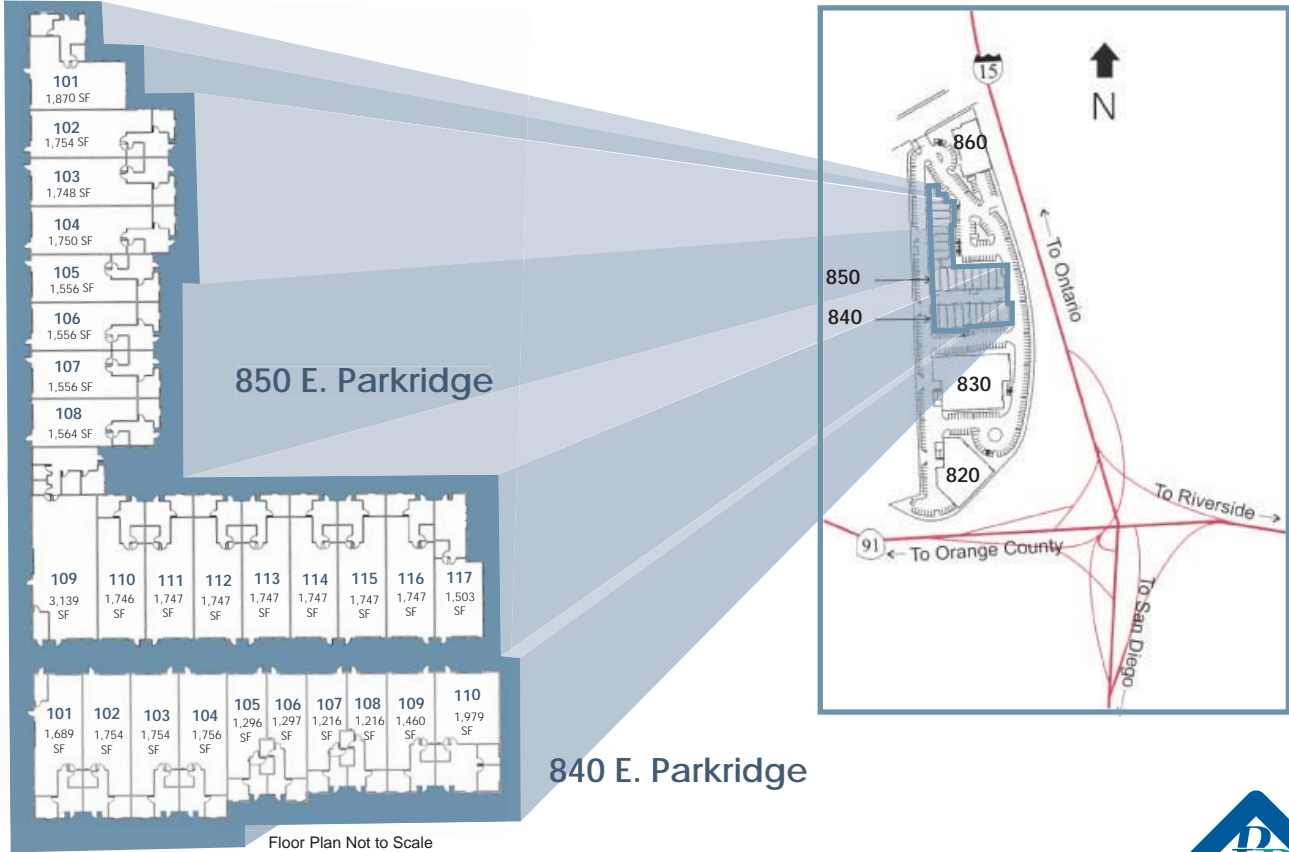 101
1,870 SF
102
1,754 SF
103
1,748 SF
104
1,750 SF
105
1,556 SF
106
1,556 SF
107
1,556 SF
108
1,564 SF
850 E. Parkridge
109
3,139
SF
110
1,746
SF
111
1,747
SF
112
1,747
SF
113
1,747
SF
114
1,747
SF
115
1,747
SF
116
1,747
SF
117
1,503
SF
101
1,689
SF
102
1,754
SF
103
1,754
SF
104
1,756
SF
105
1,296
SF
106
1,297
SF
107
1,216
SF
108
1,216
SF
109
1,460
SF
110
1,979
SF
840 E. Parkridge
Floor Plan Not to Scale
15
N
860
← To Ontario
850
840
830
820
To Riverside →
91
← To Orange County
To San Diego →